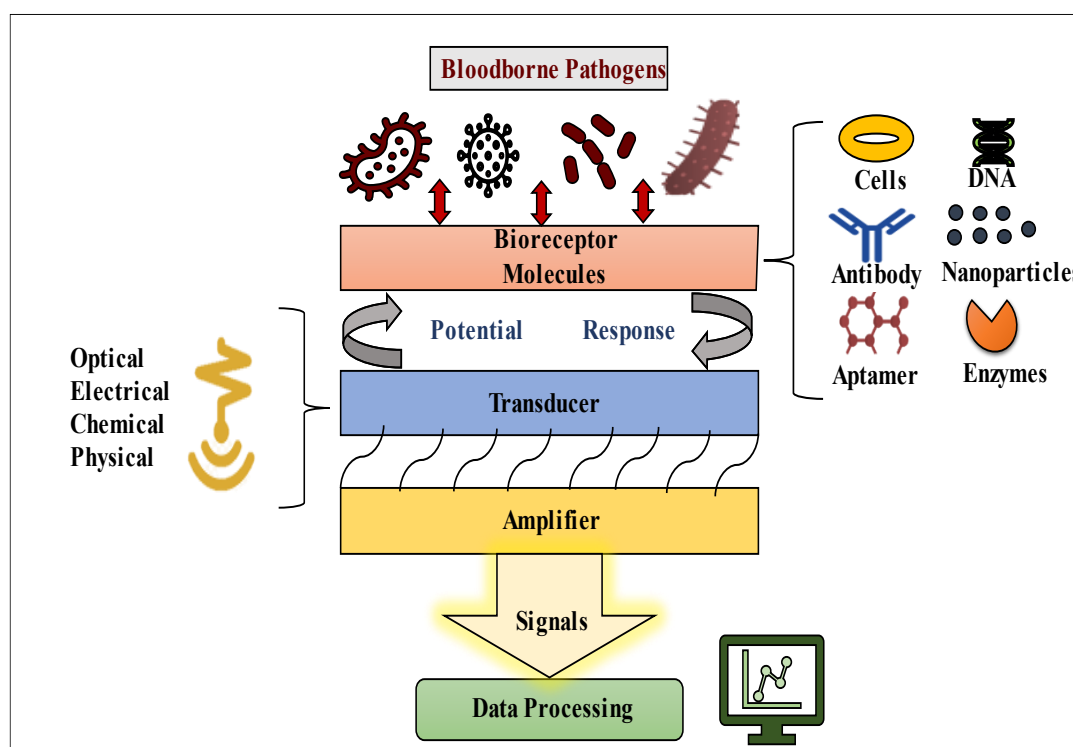 Bloodborne Pathogens
Cells
DNA
Bioreceptor
Molecules
Antibody
Nanoparticles
Potential
Response
Aptamer
Enzymes
Optical
Electrical
Chemical
Physical
Transducer
Amplifier
Signals
Data Processing